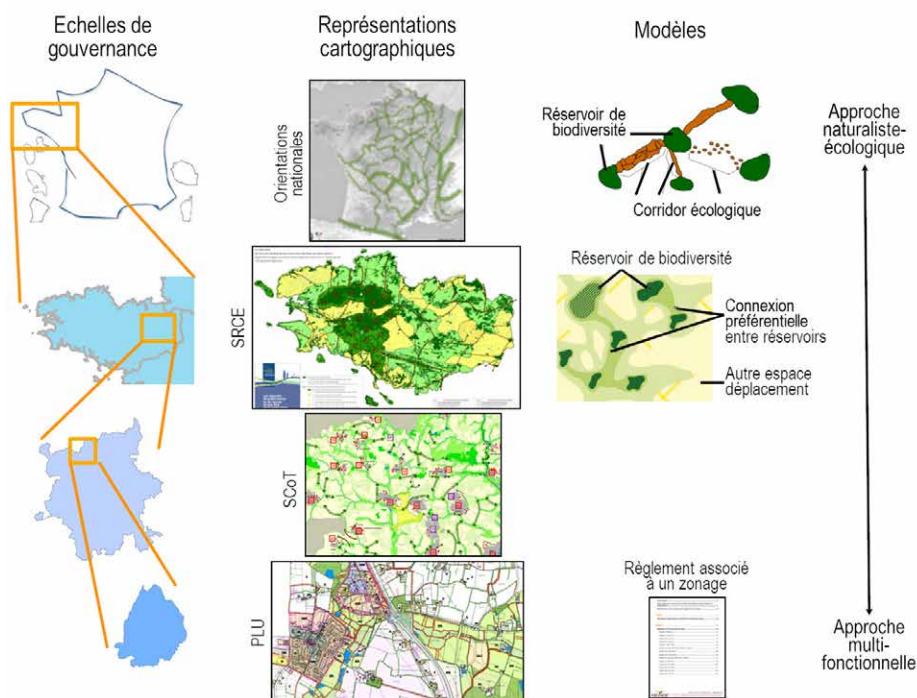 Echelles de
gouvernance
Représentations
cartographiques
Modèles
Orientations
nationales
Réservoir de
biodiversité
Corridor écologique
Approche
naturaliste-
écologique
SRCE
Réservoir de biodiversité
Connexion
préférentielle
entre réservoirs
Autre espace
déplacement
SCoT
PLU
Règlement associé
à un zonage
Approche
multi-
fonctionnelle